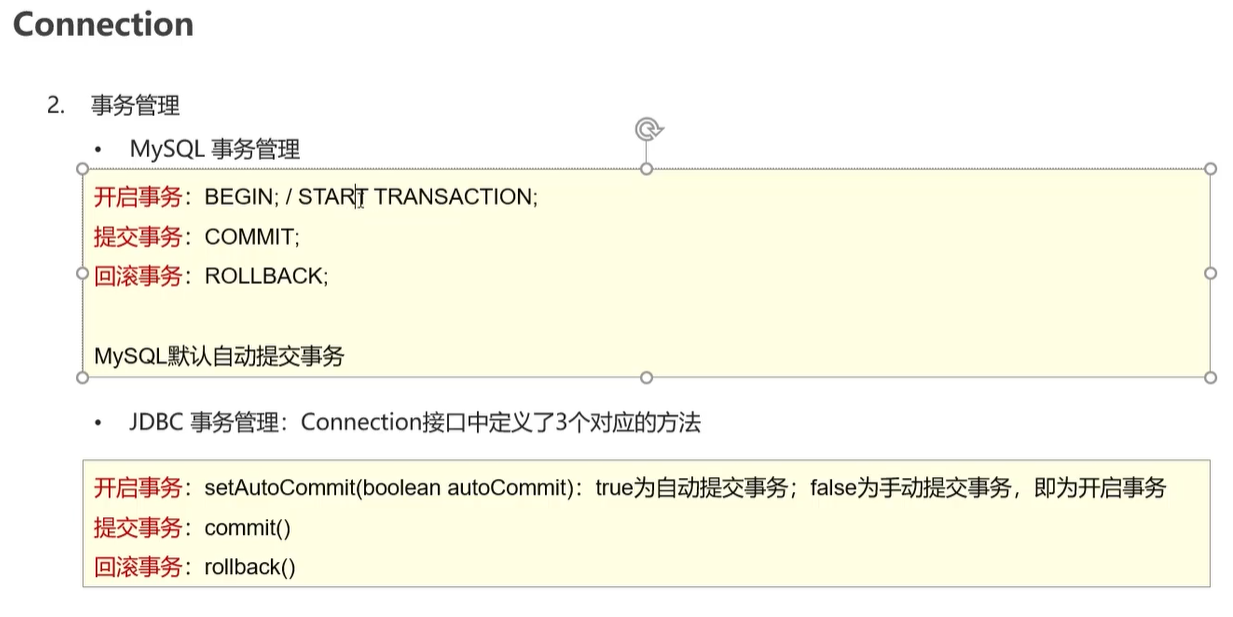 Connection
2. 事务管理
• MySQL 事务管理
开启事务：BEGIN; / START TRANSACTION;
提交事务：COMMIT;
回滚事务：ROLLBACK;
MySQL默认自动提交事务
• JDBC 事务管理：Connection接口中定义了3个对应的方法
开启事务：setAutoCommit(boolean autoCommit)：true为自动提交事务；false为手动提交事务，即为开启事务
提交事务：commit()
回滚事务：rollback()